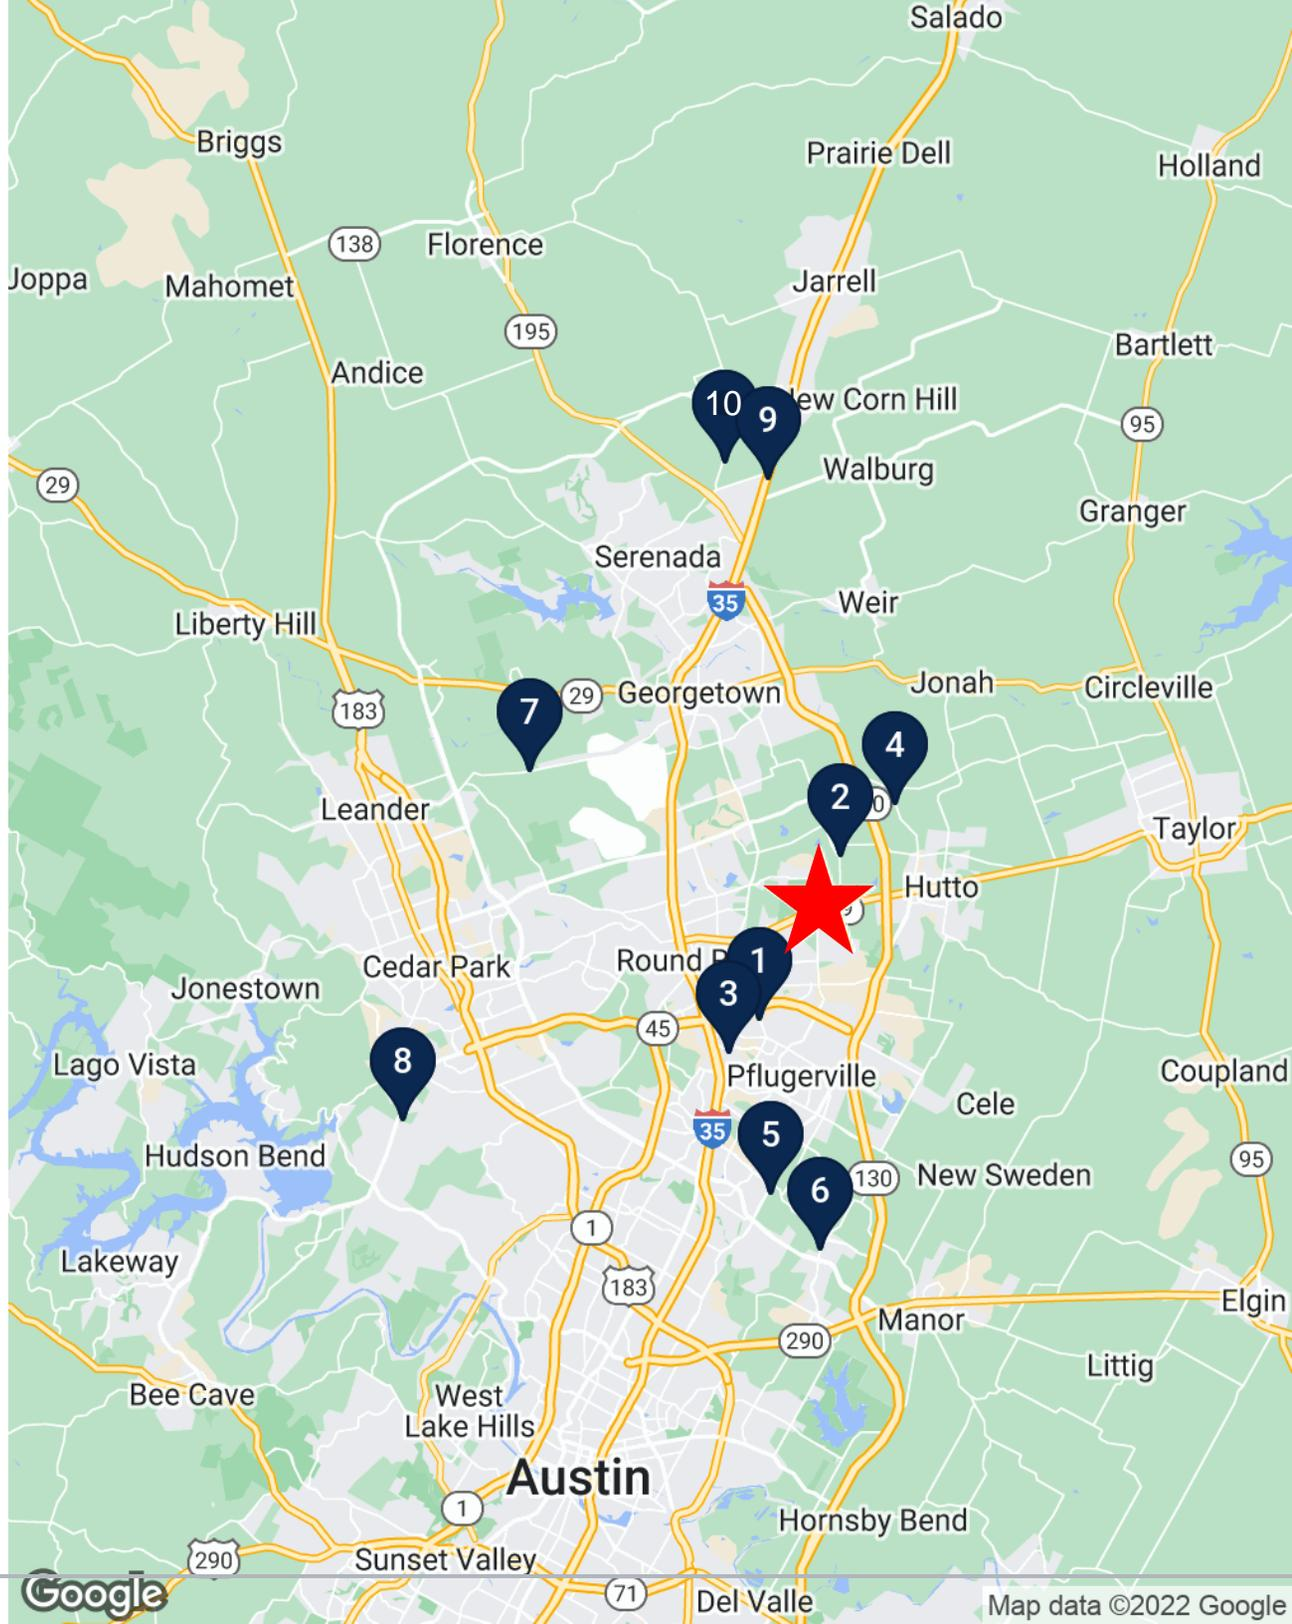 Salado
Briggs
Prairie Dell
Holland
138
Florence
Joppa
Mahomet
Jarrell
195
Bartlett
Andice
10
9
ew Corn Hill
95
Walburg
29
Granger
Serenada
35
Weir
Liberty Hill
Jonah
Circleville
29
Georgetown
183
7
4
2
0
Leander
Taylor
Hutto
9
Round
1
Cedar Park
Jonestown
3
45
Lago Vista
8
Pflugerville
Coupland
Cele
35
5
Hudson Bend
95
130
New Sweden
6
1
Lakeway
183
Elgin
Manor
290
Littig
Bee Cave
West
Lake Hills
Austin
1
Hornsby Bend
290
Sunset Valley
Google
71
Del Valle
Map data ©2022 Google